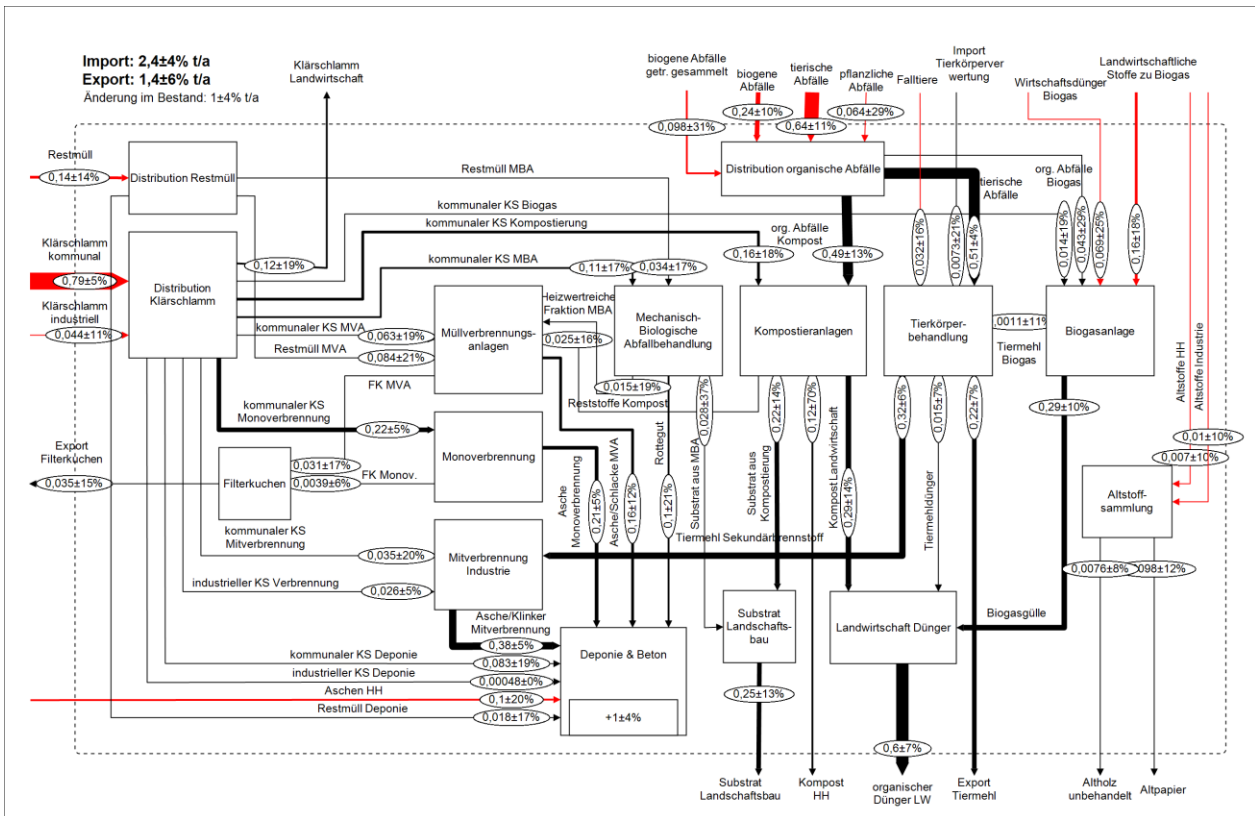 Import: 2,4±4% t/a
Export: 1,4±6% t/a
Änderung im Bestand: 1±4% t/a
Klärschlamm
Landwirtschaft
biogene Abfälle
getr. gesammelt
biogene
Abfälle
tierische
Abfälle
pflanzliche
Abfälle
Falltiere
Import
Tierkörperver
wertung
Wirtschaftsdünger
Biogas
Landwirtschaftliche
Stoffe zu Biogas
0,098±31%
0,24±10%
0,64±11%
0,064±29%
Restmüll
0,14±14%
Distribution Restmüll
Restmüll MBA
Distribution organische Abfälle
tierische
Abfälle
org. Abfälle
Biogas
kommunaler KS Biogas
kommunaler KS Kompostierung
org. Abfälle
Kompost
Klärschlamm
kommunal
0,79±5%
Distribution
Klärschlamm
0,12±19%
kommunaler KS MBA
0,11±17%
0,034±17%
0,16±18%
0,49±13%
0,032±16%
0,0073±21%
0,51±4%
0,014±19%
0,043±29%
0,069±25%
0,16±18%
Klärschlamm
industriell
0,044±11%
kommunaler KS MVA
0,063±19%
Restmüll MVA
0,084±21%
Müllverbrennungs-
anlagen
Heizwertreiche
Fraktion MBA
0,025±16%
Mechanisch-
Biologische
Abfallbehandlung
Kompostieranlagen
Tierkörper-
behandlung
0,0011±11%
Tiermehl
Biogas
Biogasanlage
Altstoffe HH
Altstoffe Industrie
FK MVA
0,015±19%
Reststoffe Kompost
0,028±37%
0,22±14%
0,12±70%
0,32±6%
0,015±7%
0,22±7%
0,29±10%
kommunaler KS
Monoverbrennung
0,22±5%
Monoverbrennung
0,01±10%
0,007±10%
Export
Filterkuchen
0,035±15%
Filterkuchen
0,031±17%
0,0039±6%
FK Monov.
Asche
Monoverbrennung
0,21±5%
Asche/Schlacke MVA
0,16±12%
Rottegut
0,1±21%
Substrat aus MBA
Substrat aus
Kompostierung
Kompost Landwirtschaft
0,29±14%
Tiermehldünger
Altstoff-
sammlung
kommunaler KS
Mitverbrennung
0,035±20%
Mitverbrennung
Industrie
Tiermehl Sekundärbrennstoff
industrieller KS Verbrennung
0,026±5%
0,0076±8%
098±12%
Asche/Klinker
Mitverbrennung
0,38±5%
Substrat
Landschafts-
bau
Landwirtschaft Dünger
Biogasgülle
Deponie & Beton
+1±4%
kommunaler KS Deponie
0,083±19%
industrieller KS Deponie
0,00048±0%
Aschen HH
0,1±20%
Restmüll Deponie
0,018±17%
0,25±13%
0,6±7%
Substrat
Landschaftsbau
Kompost
HH
organischer
Dünger LW
Export
Tiermehl
Altholz
unbehandelt
Altpapier